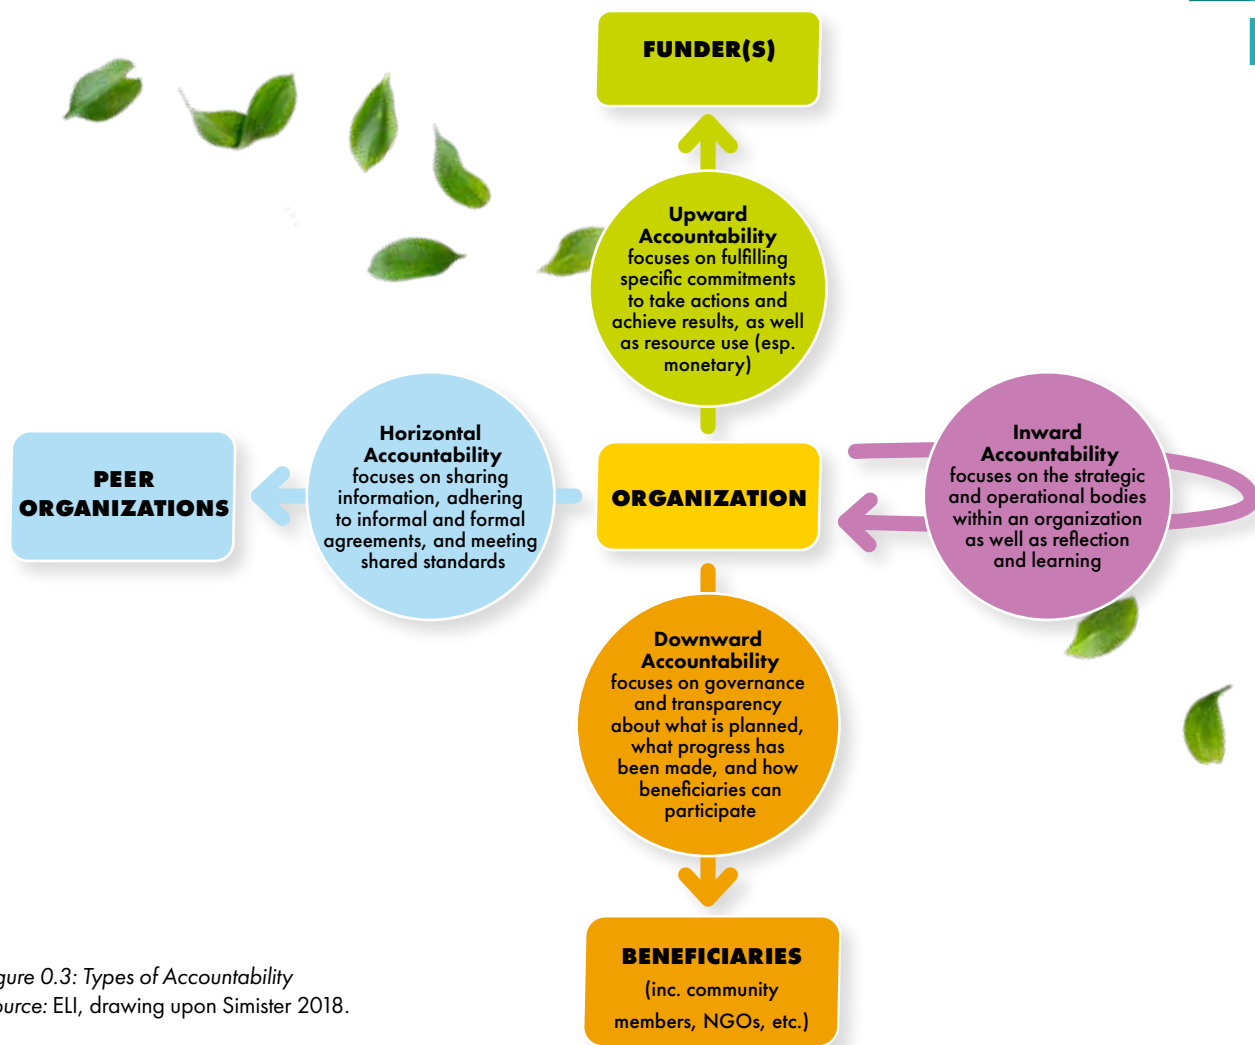 FUNDER(S)
Upward
Accountability
focuses on fulfilling
specific commitments
to take actions and
achieve results, as well
as resource use (esp.
monetary)
Horizontal
Accountability
focuses on sharing
information, adhering
to informal and formal
agreements, and meeting
shared standards
PEER
ORGANIZATIONS
ORGANIZATION
Inward
Accountability
focuses on the strategic
and operational bodies
within an organization
as well as reflection
and learning
Downward
Accountability
focuses on governance
and transparency
about what is planned,
what progress has
been made, and how
beneficiaries can
participate
BENEFICIARIES
(inc. community
members, NGOs, etc.)
gure 0.3: Types of Accountability
ource: ELI, drawing upon Simister 2018.